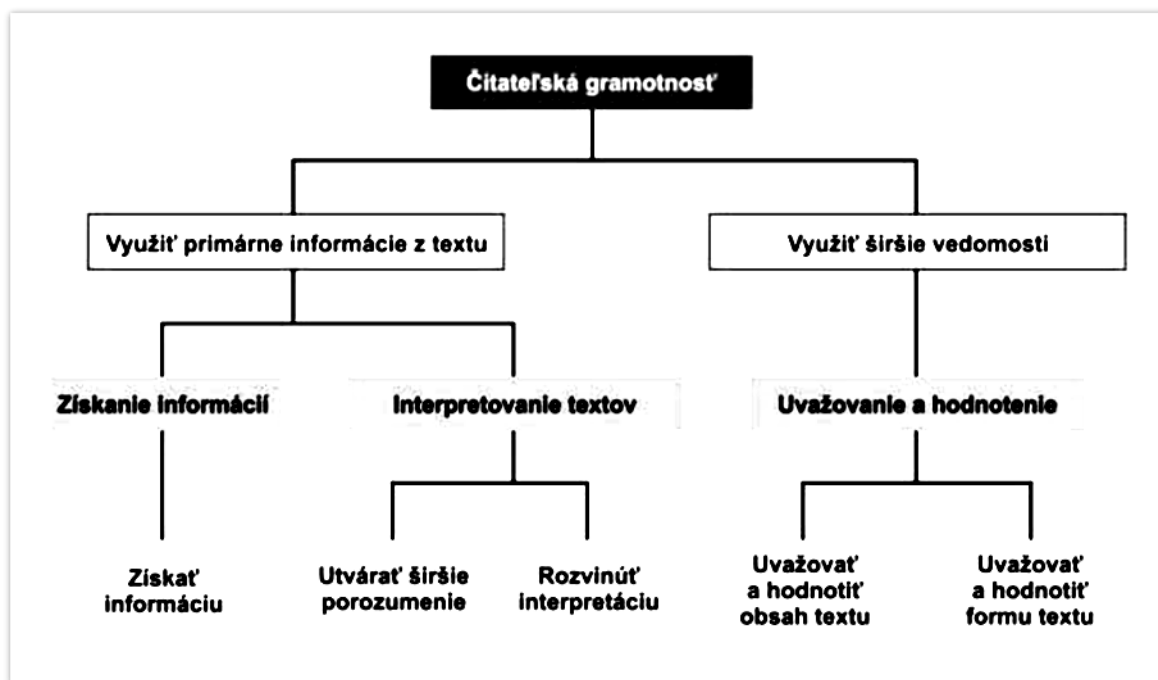 Čitateľská gramotnosť
Využiť primárne informácie z textu
Využiť širšie vedomosti
Získanie informácií
Interpretovanie textov
Uvažovanie a hodnotenie
Získať
informáciu
Utvárať širšie
porozumenie
Rozvinúť
interpretáciu
Uvažovať
a hodnotiť
obsah textu
Uvažovať
a hodnotiť
formu textu